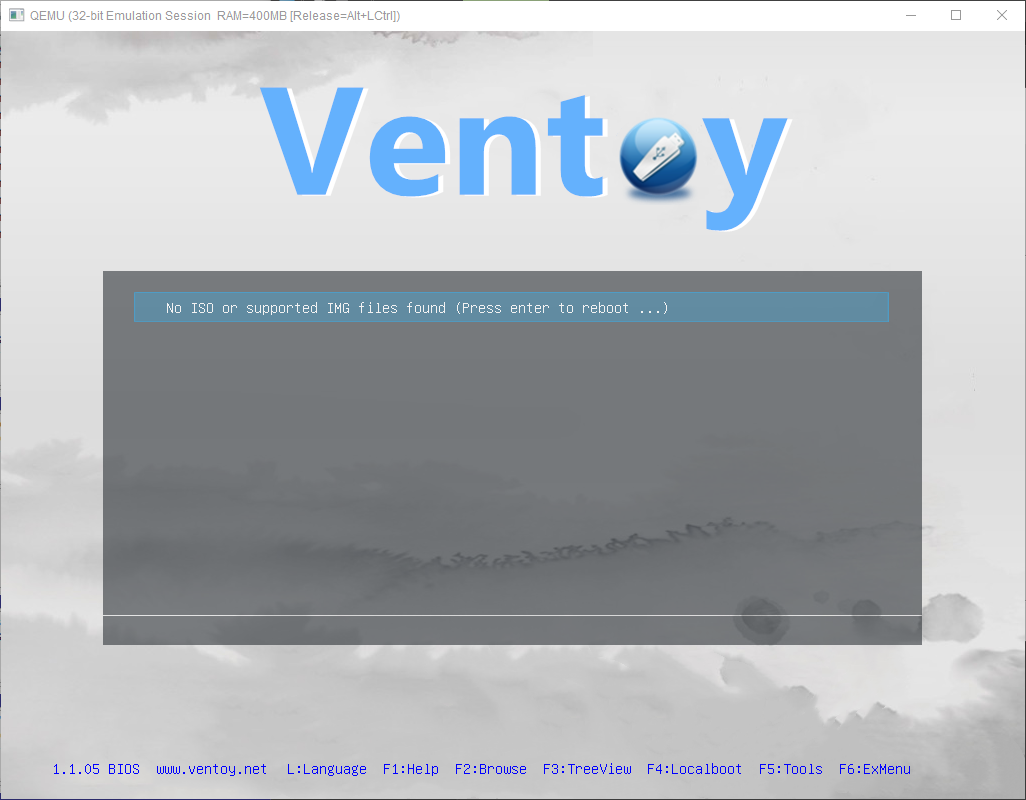 QEMU (32-bit Emulation Session RAM=400MB [Release=Alt+LCtrl])
Ventoy
No ISO or supported IMG files found (Press enter to reboot ...)
1.1.05 BIOS www.ventoy.net L:Language F1:Help F2:Browse F3:TreeView F4:Localboot F5:Tools F6:ExMenu